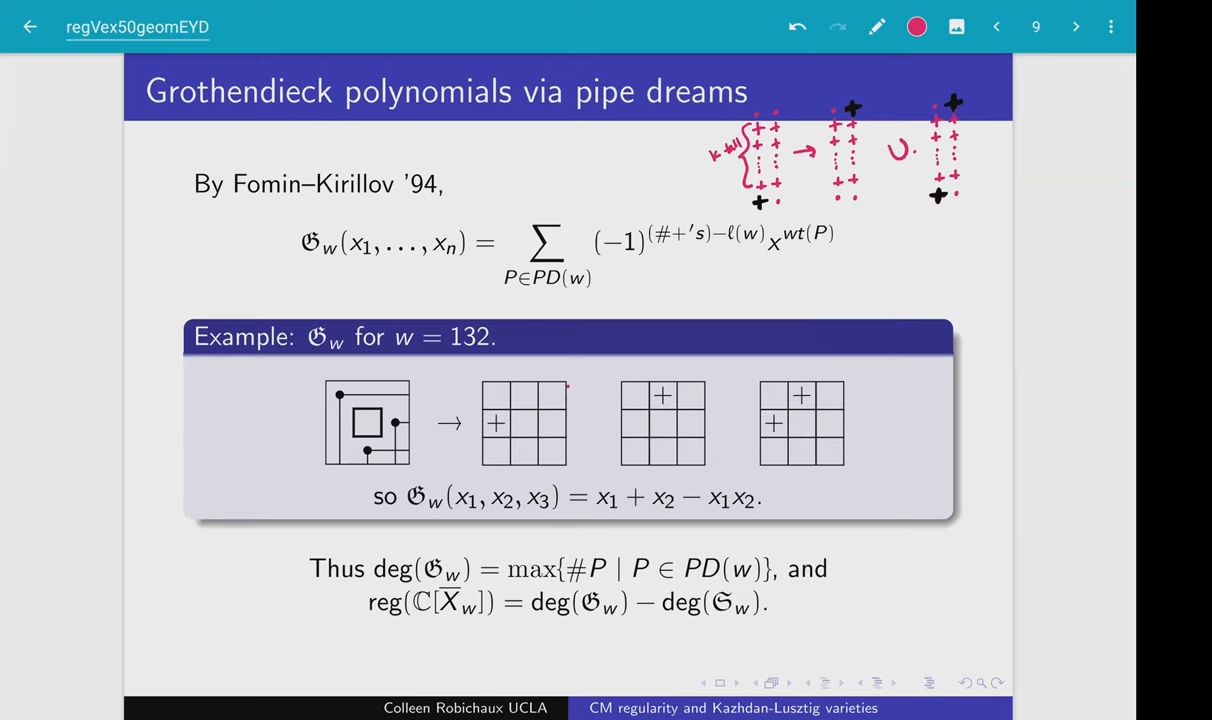 regVex50geomEYD
9
Grothendieck polynomials via pipe dreams
k tall
+ + + + + + + → + + + + + + + ∪ + + + + + + + +
By Fomin–Kirillov '94,
𝔊_w(x_1, …, x_n) = ∑_{P∈PD(w)} (−1)^{(#+'s)−ℓ(w)} x^{wt(P)}
Example: 𝔊_w for w = 132.
→ + + + +
so 𝔊_w(x_1, x_2, x_3) = x_1 + x_2 − x_1x_2.
Thus deg(𝔊_w) = max{#P | P ∈ PD(w)}, and
reg(ℂ[X̅_w]) = deg(𝔊_w) − deg(𝔖_w).
Colleen Robichaux UCLA
CM regularity and Kazhdan-Lusztig varieties